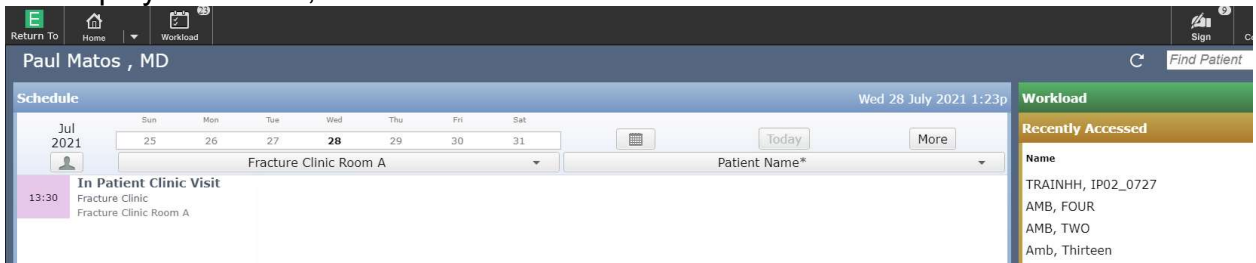 E
Return To
Home
23
Workload
9
Sign
Paul Matos , MD
Find Patient
Schedule
Wed 28 July 2021 1:23p
Jul
2021
Sun Mon Tue Wed Thu Fri Sat
25 26 27 28 29 30 31
Today
More
Fracture Clinic Room A
Patient Name*
13:30
In Patient Clinic Visit
Fracture Clinic
Fracture Clinic Room A
Workload
Recently Accessed
Name
TRAINHH, IP02_0727
AMB, FOUR
AMB, TWO
Amb, Thirteen